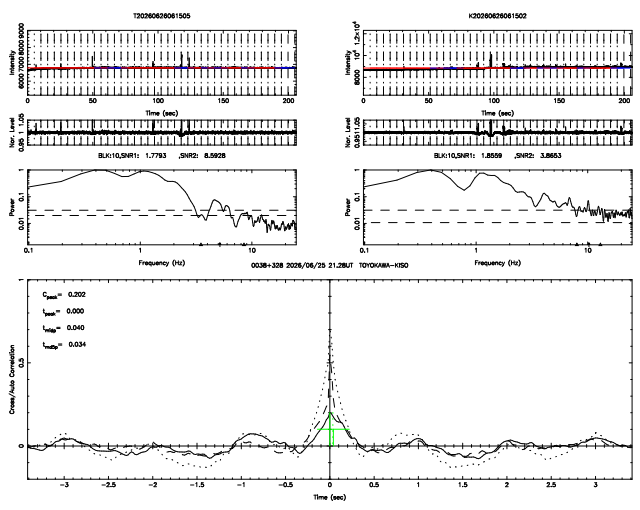 T20260626061505
K20260626061502
Intensity
6000 7000 8000 9000
0 50 100 150 200
Time (sec)
Intensity
8000 10⁴ 1.2×10⁴
0 50 100 150 200
Time (sec)
Nor. Level
0.95 1 1.05
Nor. Level
0.95 1 1.05
BLK:10,SNR1: 1.7793 ,SNR2: 8.5928
BLK:10,SNR1: 1.8559 ,SNR2: 3.8653
Power
1
0.1
0.01
0.1 1 10
Frequency (Hz)
Power
1
0.1
0.01
0.1 1 10
Frequency (Hz)
0038+328 2026/06/25 21.28UT TOYOKAWA-KISO
Cross/Auto Correlation
1
0.5
0
C_peak= 0.202
t_peak= 0.000
t_mldp= 0.040
t_md5p= 0.034
-3 -2 -1.5 -1 -0.5 0 0.5 1 1.5 2 2.5 3
Time (sec)